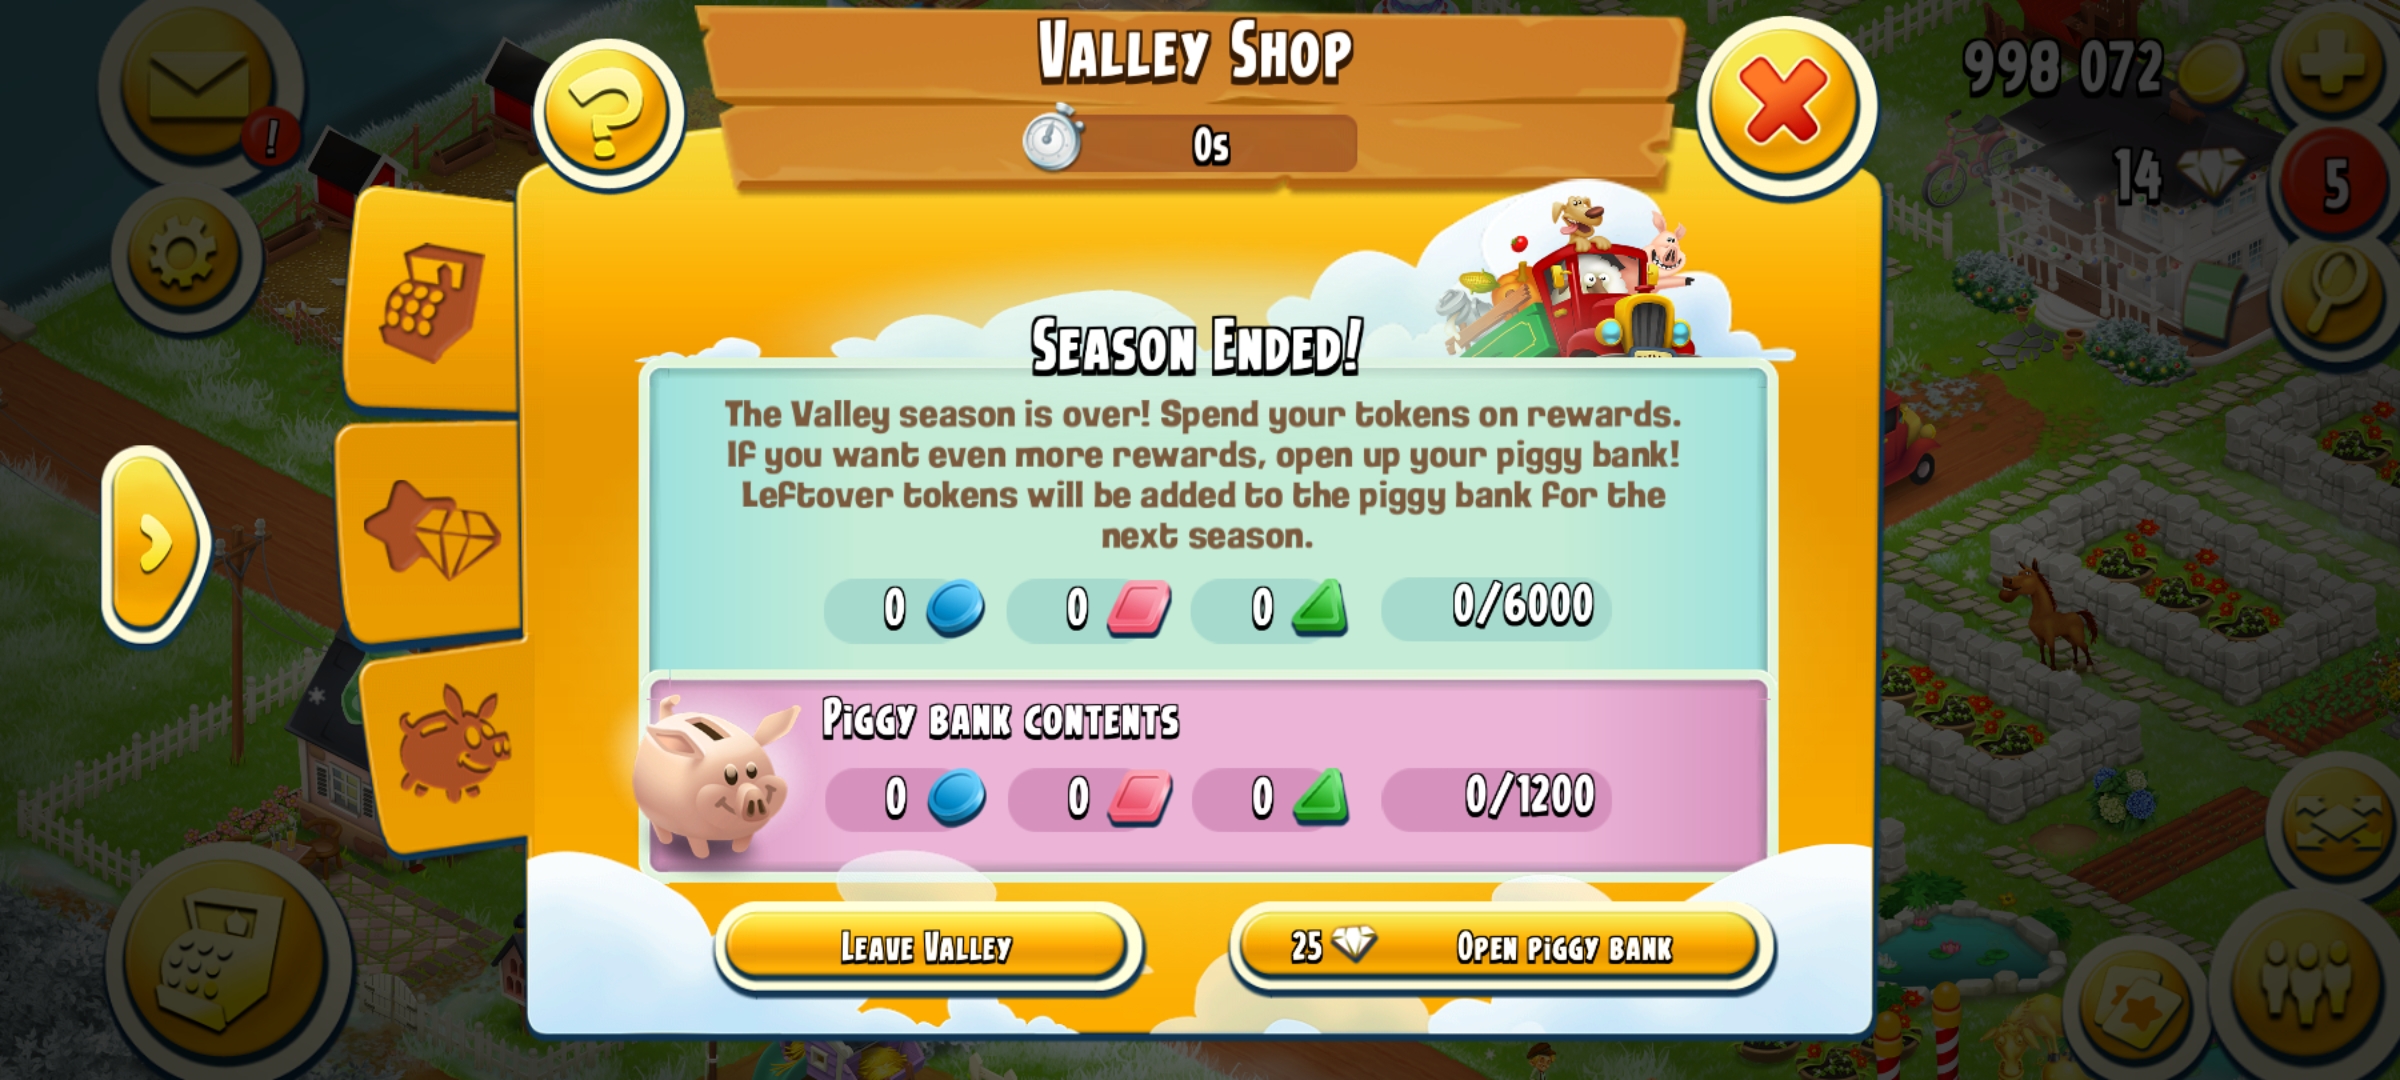 Valley Shop
998 072
0s
14
5
Season Ended!
The Valley season is over! Spend your tokens on rewards.
If you want even more rewards, open up your piggy bank!
Leftover tokens will be added to the piggy bank for the
next season.
0 0 0 0/6000
Piggy bank contents
0 0 0 0/1200
Leave Valley
25 Open piggy bank